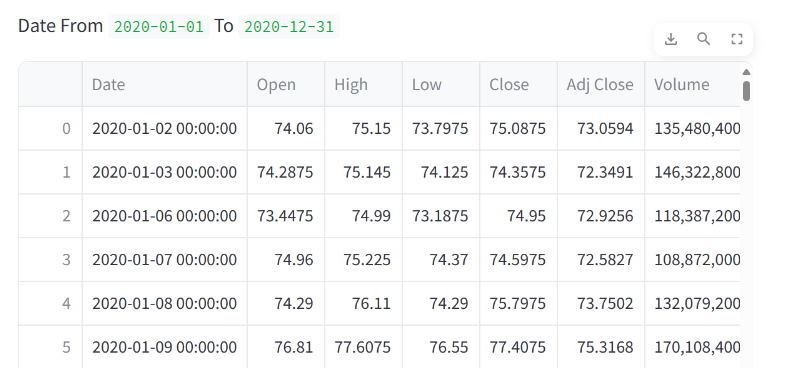 Date From 2020-01-01 To 2020-12-31
Date Open High Low Close Adj Close Volume
0 2020-01-02 00:00:00 74.06 75.15 73.7975 75.0875 73.0594 135,480,400
1 2020-01-03 00:00:00 74.2875 75.145 74.125 74.3575 72.3491 146,322,800
2 2020-01-06 00:00:00 73.4475 74.99 73.1875 74.95 72.9256 118,387,200
3 2020-01-07 00:00:00 74.96 75.225 74.37 74.5975 72.5827 108,872,000
4 2020-01-08 00:00:00 74.29 76.11 74.29 75.7975 73.7502 132,079,200
5 2020-01-09 00:00:00 76.81 77.6075 76.55 77.4075 75.3168 170,108,400